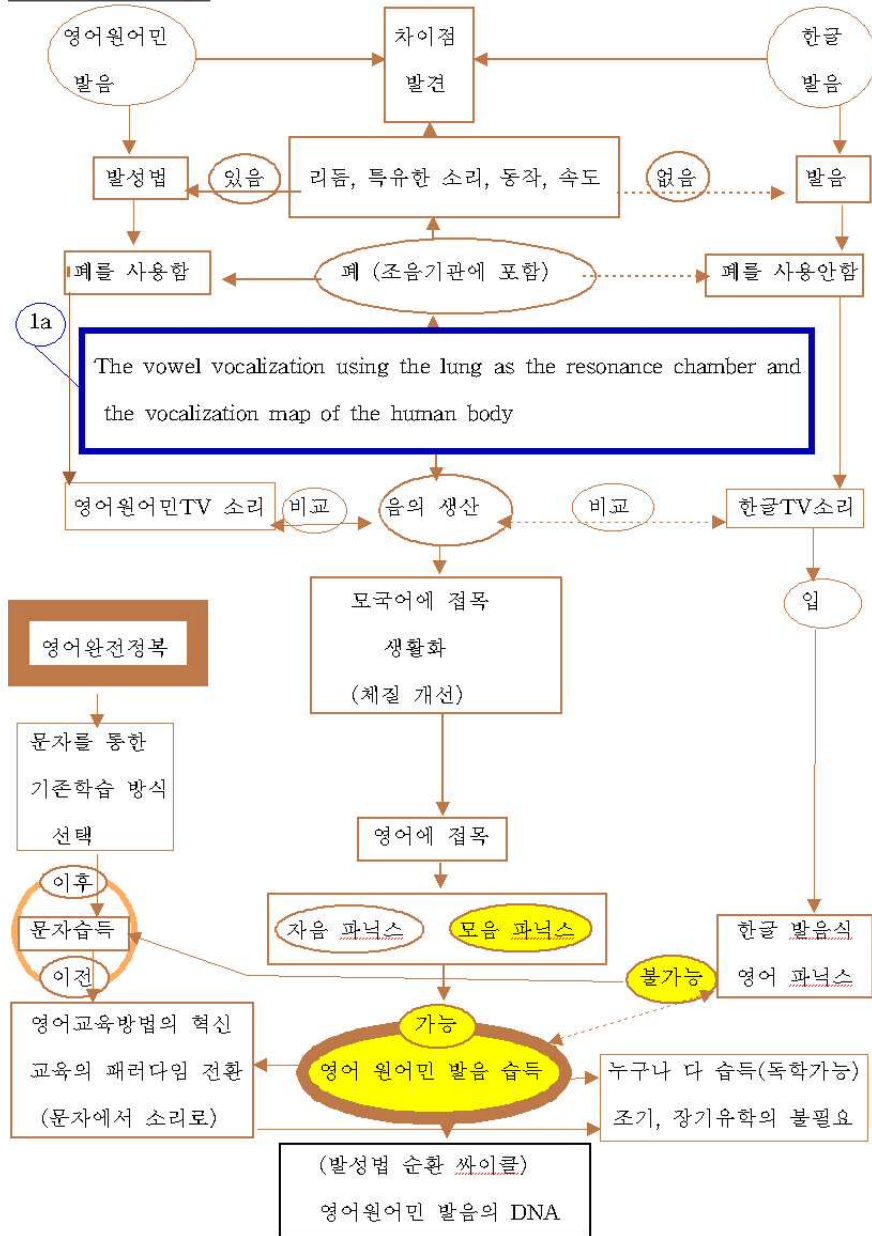 영어원어민
발음
차이점
발견
한글
발음
발성법
있음
리듬, 특유한 소리, 동작, 속도
없음
발음
폐를 사용함
폐 (조음기관에 포함)
폐를 사용안함
1a
The vowel vocalization using the lung as the resonance chamber and
the vocalization map of the human body
영어원어민TV 소리
비교
음의 생산
비교
한글TV소리
모국어에 접목
생활화
(체질 개선)
입
영어완전정복
문자를 통한
기존학습 방식
선택
영어에 접목
이후
문자습득
이전
자음 파닉스
모음 파닉스
한글 발음식
영어 파닉스
불가능
영어교육방법의 혁신
교육의 패러다임 전환
(문자에서 소리로)
가능
영어 원어민 발음 습득
누구나 다 습득(독학가능)
조기, 장기유학의 불필요
(발성법 순환 싸이클)
영어원어민 발음의 DNA